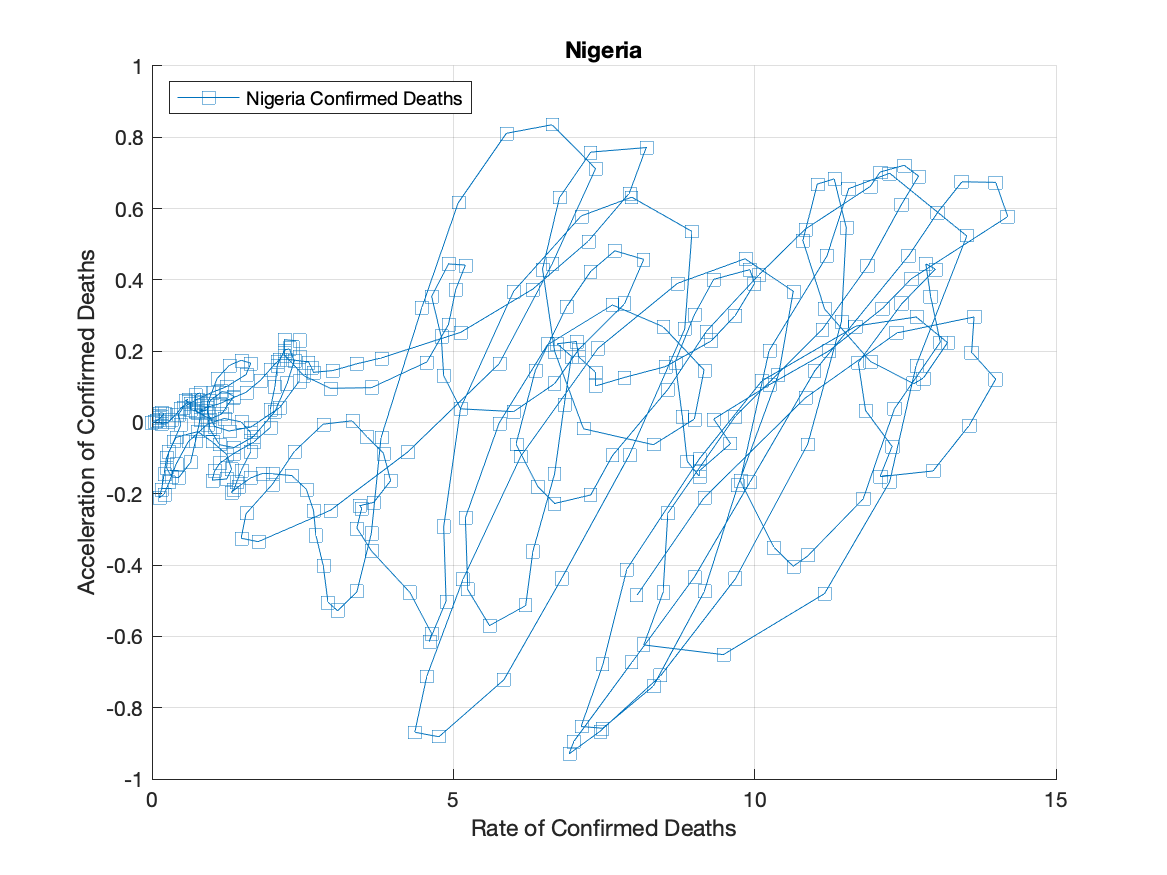 Nigeria
Nigeria Confirmed Deaths
1
0.8
0.6
0.4
0.2
0
-0.2
-0.4
-0.6
-0.8
-1
Acceleration of Confirmed Deaths
0 5 10 15
Rate of Confirmed Deaths